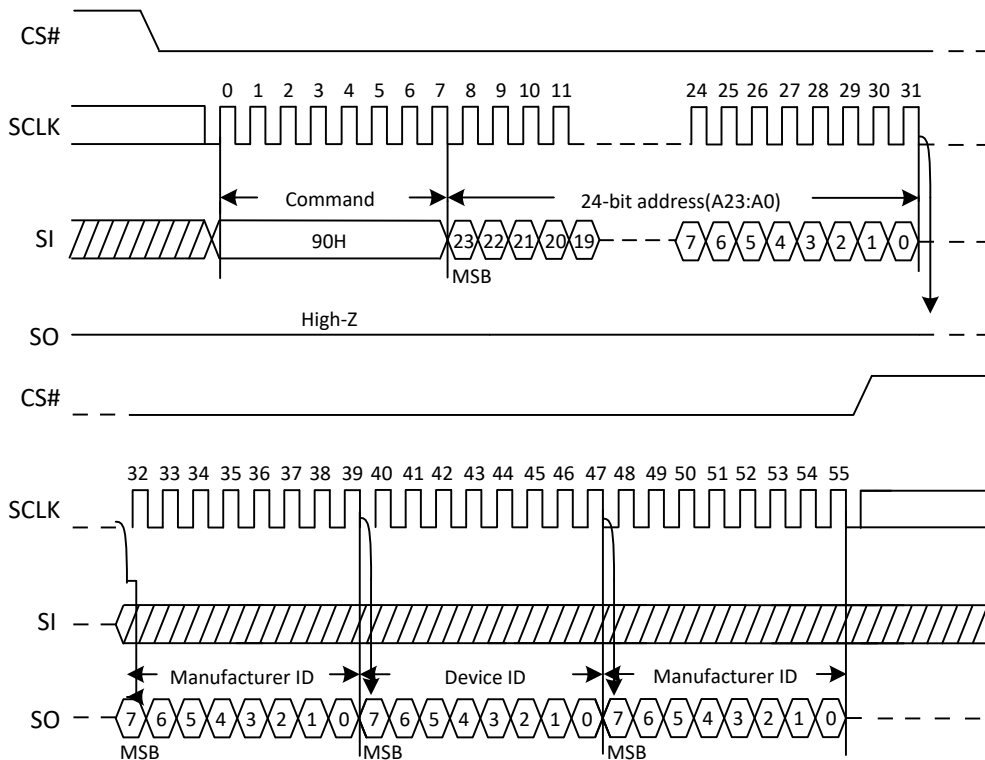 CS#
0 1 2 3 4 5 6 7 8 9 10 11 24 25 26 27 28 29 30 31
SCLK
Command 24-bit address(A23:A0)
SI 90H 23 22 21 20 19 7 6 5 4 3 2 1 0
MSB
High-Z
SO
CS#
32 33 34 35 36 37 38 39 40 41 42 43 44 45 46 47 48 49 50 51 52 53 54 55
SCLK
SI
Manufacturer ID Device ID Manufacturer ID
SO 7 6 5 4 3 2 1 0 7 6 5 4 3 2 1 0 7 6 5 4 3 2 1 0
MSB MSB MSB